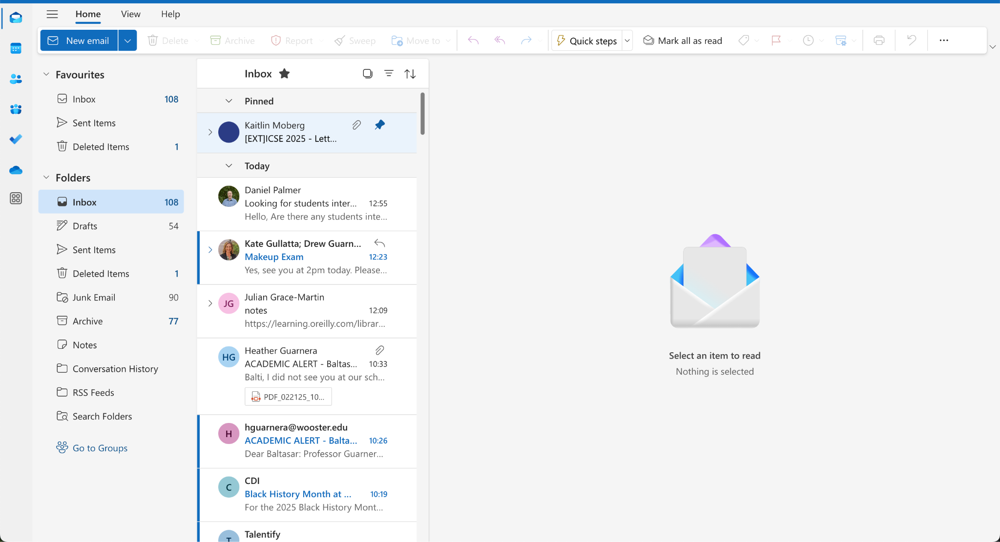 Home View Help
New email Delete Archive Report Sweep Move to Quick steps Mark all as read
Favourites
Inbox 108
Sent Items
Deleted Items 1
Folders
Inbox 108
Drafts 54
Sent Items
Deleted Items 1
Junk Email 90
Archive 77
Notes
Conversation History
RSS Feeds
Search Folders
Go to Groups
Inbox
Pinned
Kaitlin Moberg
[EXT]ICSE 2025 - Lett...
Today
Daniel Palmer
Looking for students inter... 12:55
Hello, Are there any students inte...
Kate Gullatta; Drew Guarn...
Makeup Exam 12:23
Yes, see you at 2pm today. Please...
JG
Julian Grace-Martin
notes 12:09
https://learning.oreilly.com/librar...
HG
Heather Guarnera
ACADEMIC ALERT - Baltas... 10:33
Balti, I did not see you at our sch...
PDF_022125_10...
H
hguarnera@wooster.edu
ACADEMIC ALERT - Balta... 10:26
Dear Baltasar: Professor Guarner...
C
CDI
Black History Month at ... 10:19
For the 2025 Black History Mont...
T
Talentify
Select an item to read
Nothing is selected